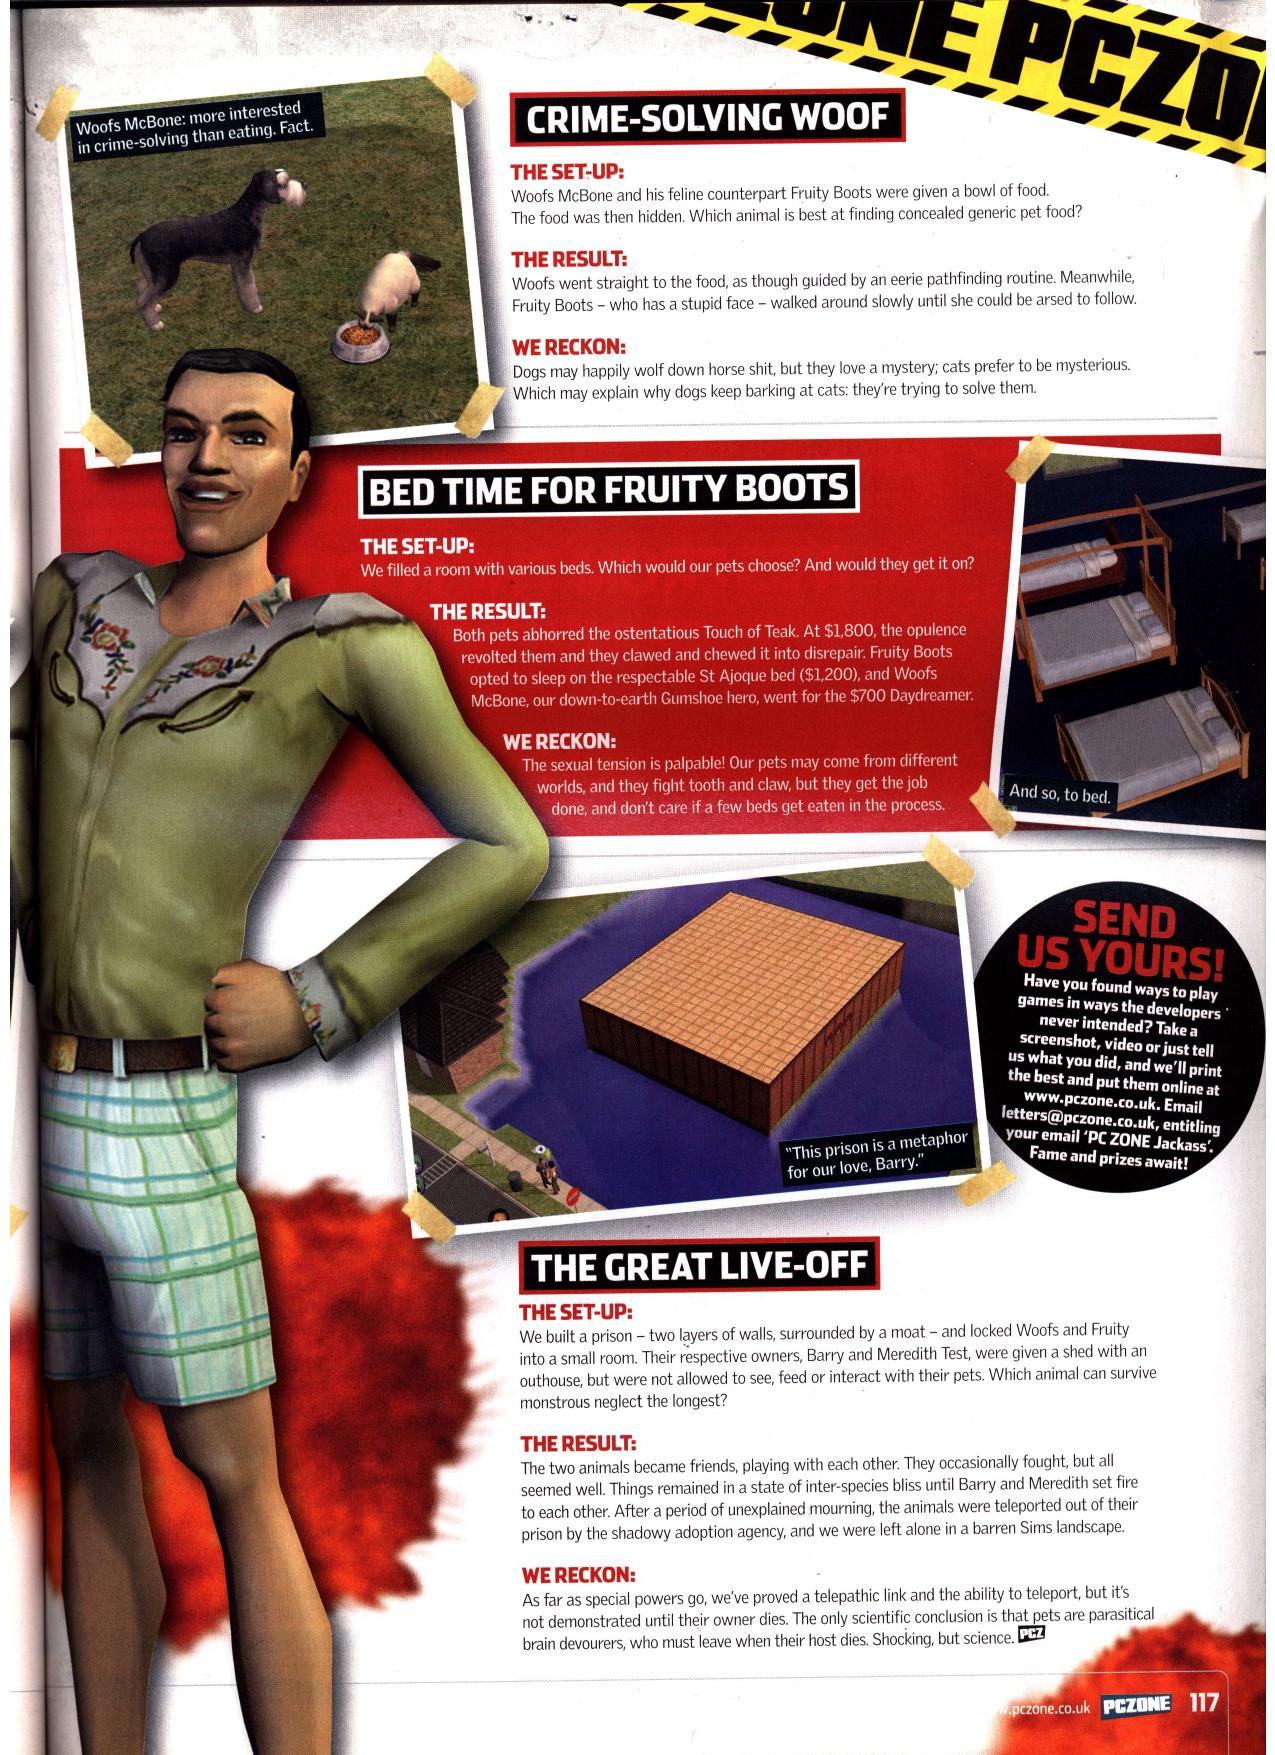 ZONE PCZO
Woofs McBone: more interested
in crime-solving than eating. Fact.
CRIME-SOLVING WOOF
THE SET-UP:
Woofs McBone and his feline counterpart Fruity Boots were given a bowl of food.
The food was then hidden. Which animal is best at finding concealed generic pet food?
THE RESULT:
Woofs went straight to the food, as though guided by an eerie pathfinding routine. Meanwhile,
Fruity Boots – who has a stupid face – walked around slowly until she could be arsed to follow.
WE RECKON:
Dogs may happily wolf down horse shit, but they love a mystery; cats prefer to be mysterious.
Which may explain why dogs keep barking at cats: they're trying to solve them.
BED TIME FOR FRUITY BOOTS
THE SET-UP:
We filled a room with various beds. Which would our pets choose? And would they get it on?
THE RESULT:
Both pets abhorred the ostentatious Touch of Teak. At $1,800, the opulence
revolted them and they clawed and chewed it into disrepair. Fruity Boots
opted to sleep on the respectable St Ajoque bed ($1,200), and Woofs
McBone, our down-to-earth Gumshoe hero, went for the $700 Daydreamer.
WE RECKON:
The sexual tension is palpable! Our pets may come from different
worlds, and they fight tooth and claw, but they get the job
done, and don't care if a few beds get eaten in the process.
And so, to bed.
"This prison is a metaphor
for our love, Barry."
SEND
US YOURS!
Have you found ways to play
games in ways the developers
never intended? Take a
screenshot, video or just tell
us what you did, and we'll print
the best and put them online at
www.pczone.co.uk. Email
letters@pczone.co.uk, entitling
your email 'PC ZONE Jackass'.
Fame and prizes await!
THE GREAT LIVE-OFF
THE SET-UP:
We built a prison – two layers of walls, surrounded by a moat – and locked Woofs and Fruity
into a small room. Their respective owners, Barry and Meredith Test, were given a shed with an
outhouse, but were not allowed to see, feed or interact with their pets. Which animal can survive
monstrous neglect the longest?
THE RESULT:
The two animals became friends, playing with each other. They occasionally fought, but all
seemed well. Things remained in a state of inter-species bliss until Barry and Meredith set fire
to each other. After a period of unexplained mourning, the animals were teleported out of their
prison by the shadowy adoption agency, and we were left alone in a barren Sims landscape.
WE RECKON:
As far as special powers go, we've proved a telepathic link and the ability to teleport, but it's
not demonstrated until their owner dies. The only scientific conclusion is that pets are parasitical
brain devourers, who must leave when their host dies. Shocking, but science. PCZ
.pczone.co.uk PCZONE 117